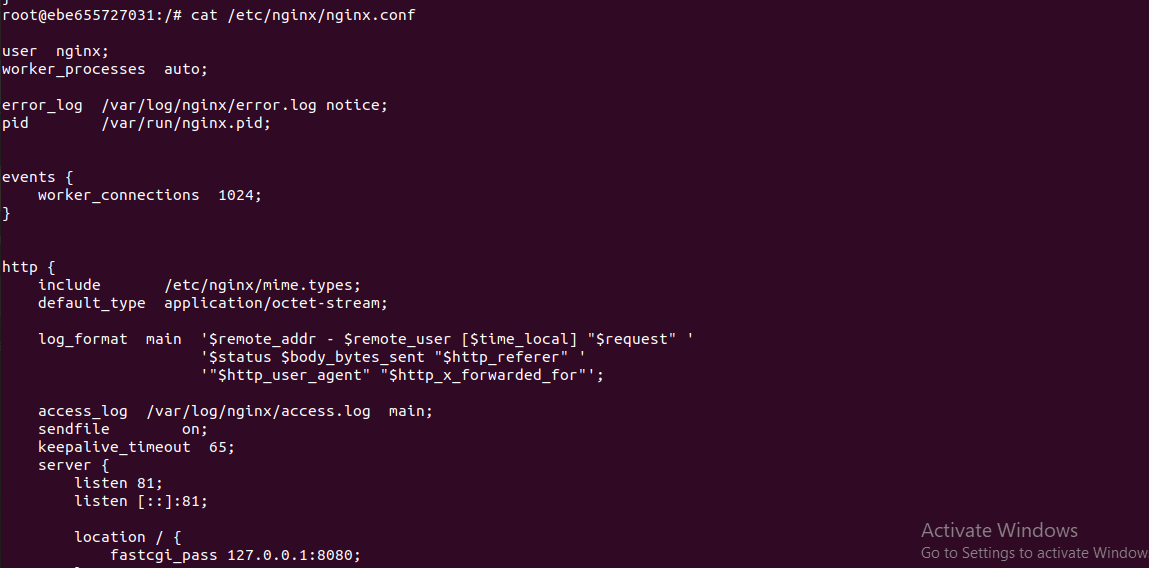 root@ebe655727031:/# cat /etc/nginx/nginx.conf
user  nginx;
worker_processes  auto;
error_log  /var/log/nginx/error.log notice;
pid        /var/run/nginx.pid;
events {
    worker_connections  1024;
}
http {
    include       /etc/nginx/mime.types;
    default_type  application/octet-stream;
    log_format  main  '$remote_addr - $remote_user [$time_local] "$request" '
                      '$status $body_bytes_sent "$http_referer" '
                      '"$http_user_agent" "$http_x_forwarded_for"';
    access_log  /var/log/nginx/access.log  main;
    sendfile        on;
    keepalive_timeout  65;
    server {
        listen 81;
        listen [::]:81;
        location / {
            fastcgi_pass 127.0.0.1:8080;
Activate Windows
Go to Settings to activate Window